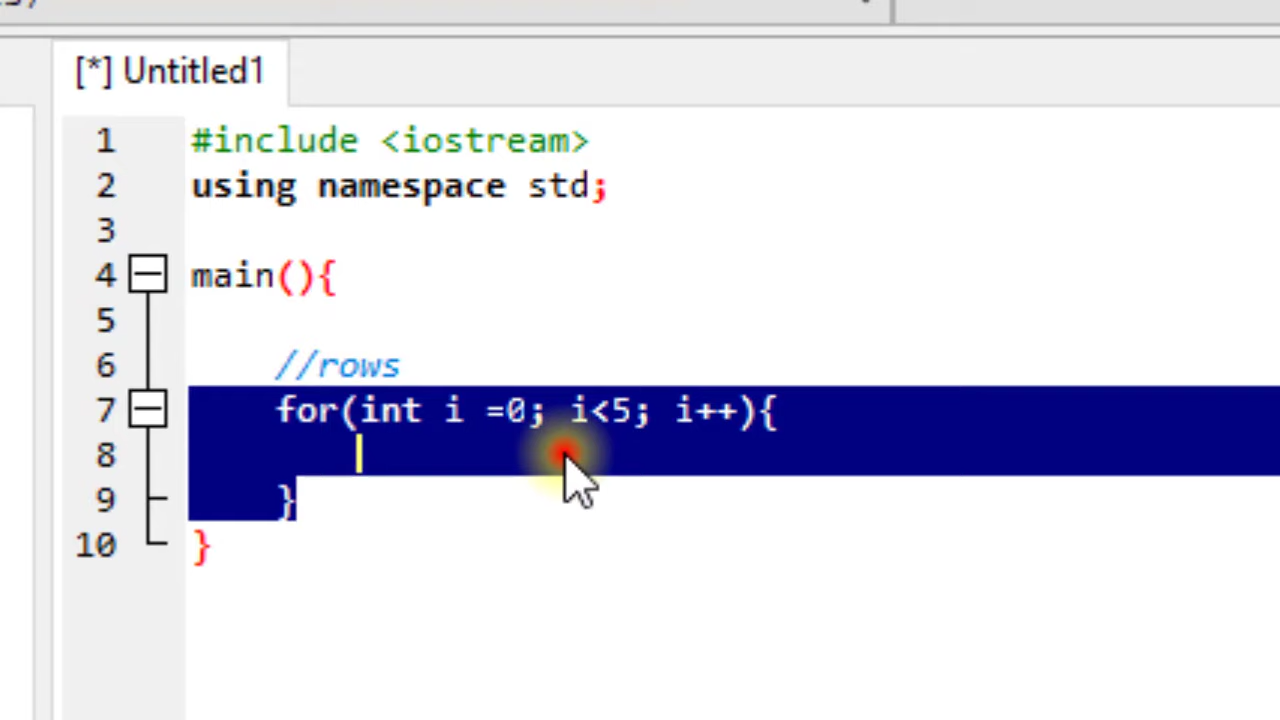 [*] Untitled1
1 #include <iostream>
2 using namespace std;
3
4 main(){
5
6 //rows
7 for(int i =0; i<5; i++){
8
9 }
10 }